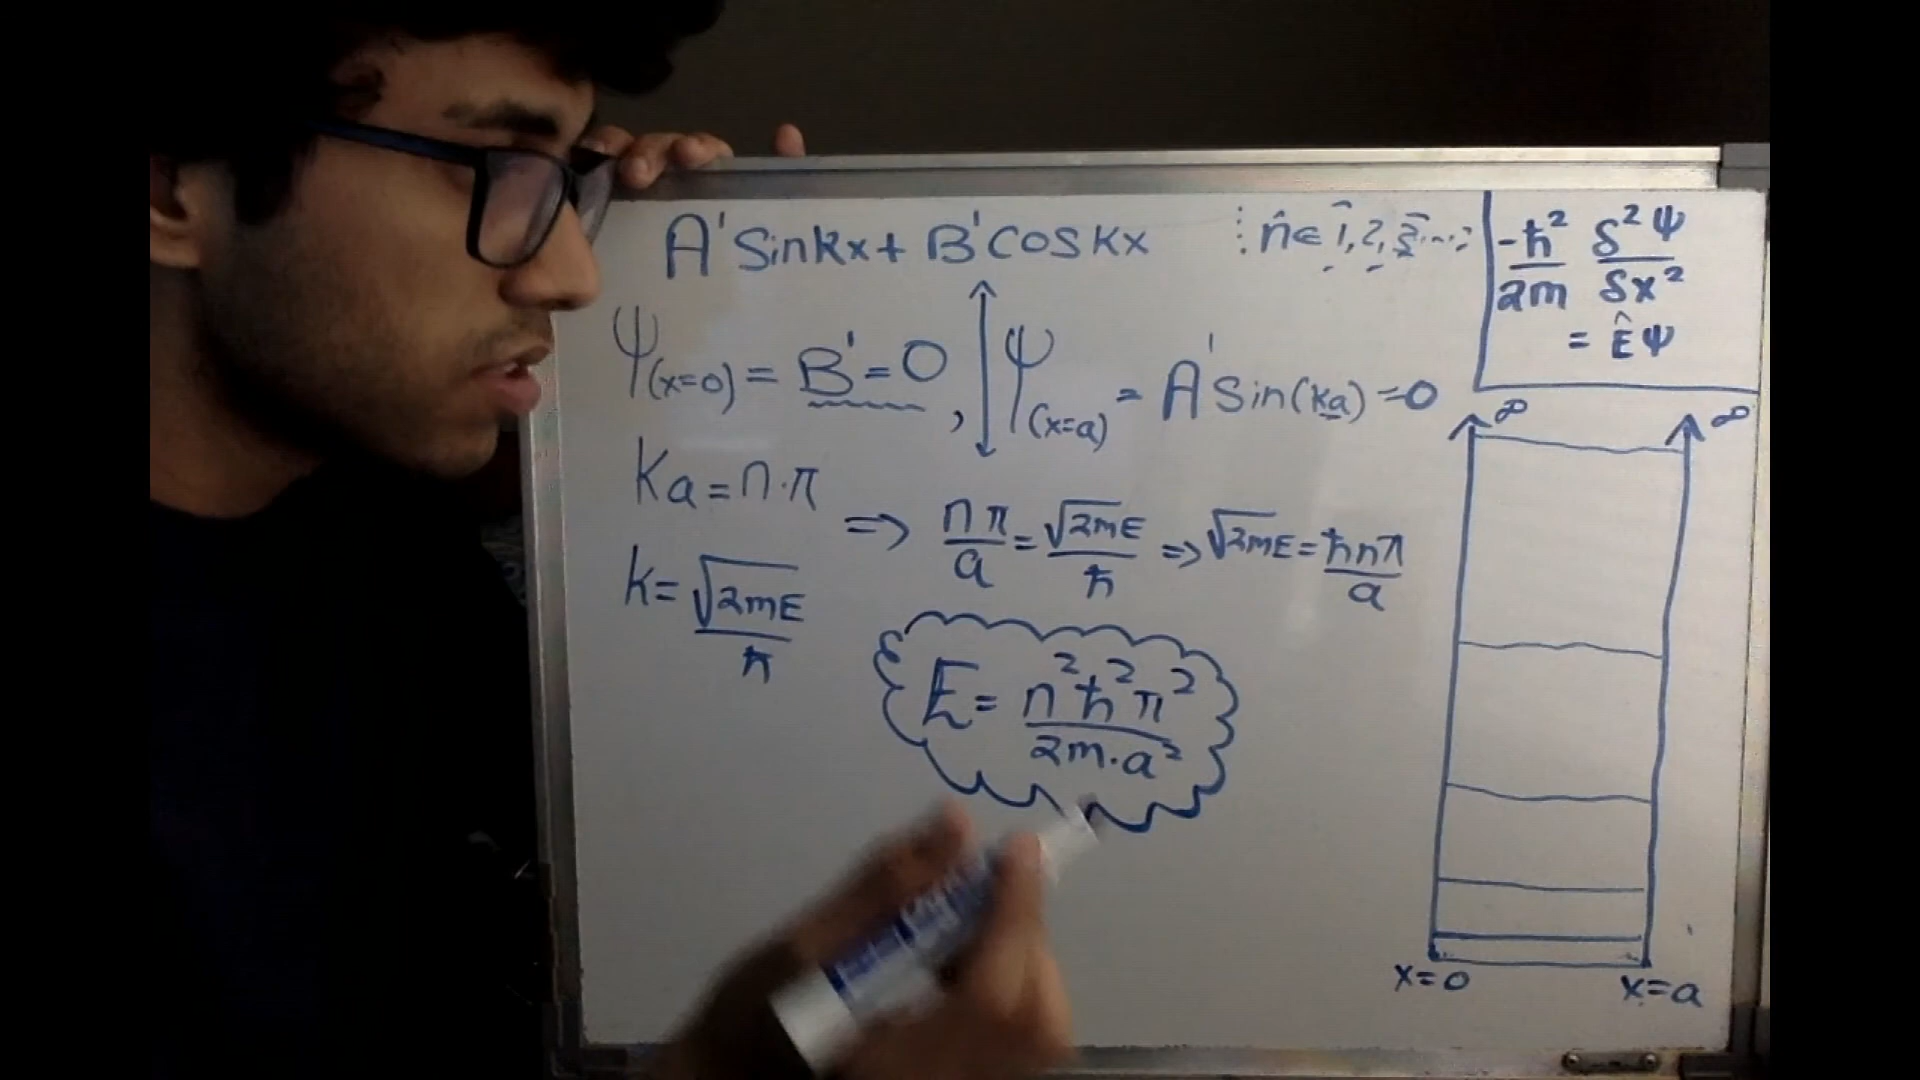 A' Sinkx + B' COSKX
: n̂ ∈ 1, 2, 3 ....
-ħ²/2m δ²Ψ/δx²
= Êψ
Ψ(x=0) = B' = 0 , Ψ(x=a) = A' Sin(ka) = 0
∞ ∞
Ka = n·π
=> nπ/a = √2mE/ħ => √2mE = ħnπ/a
k = √2mE/ħ
E = n²ħ²π²/2m·a²
x=0 x=a